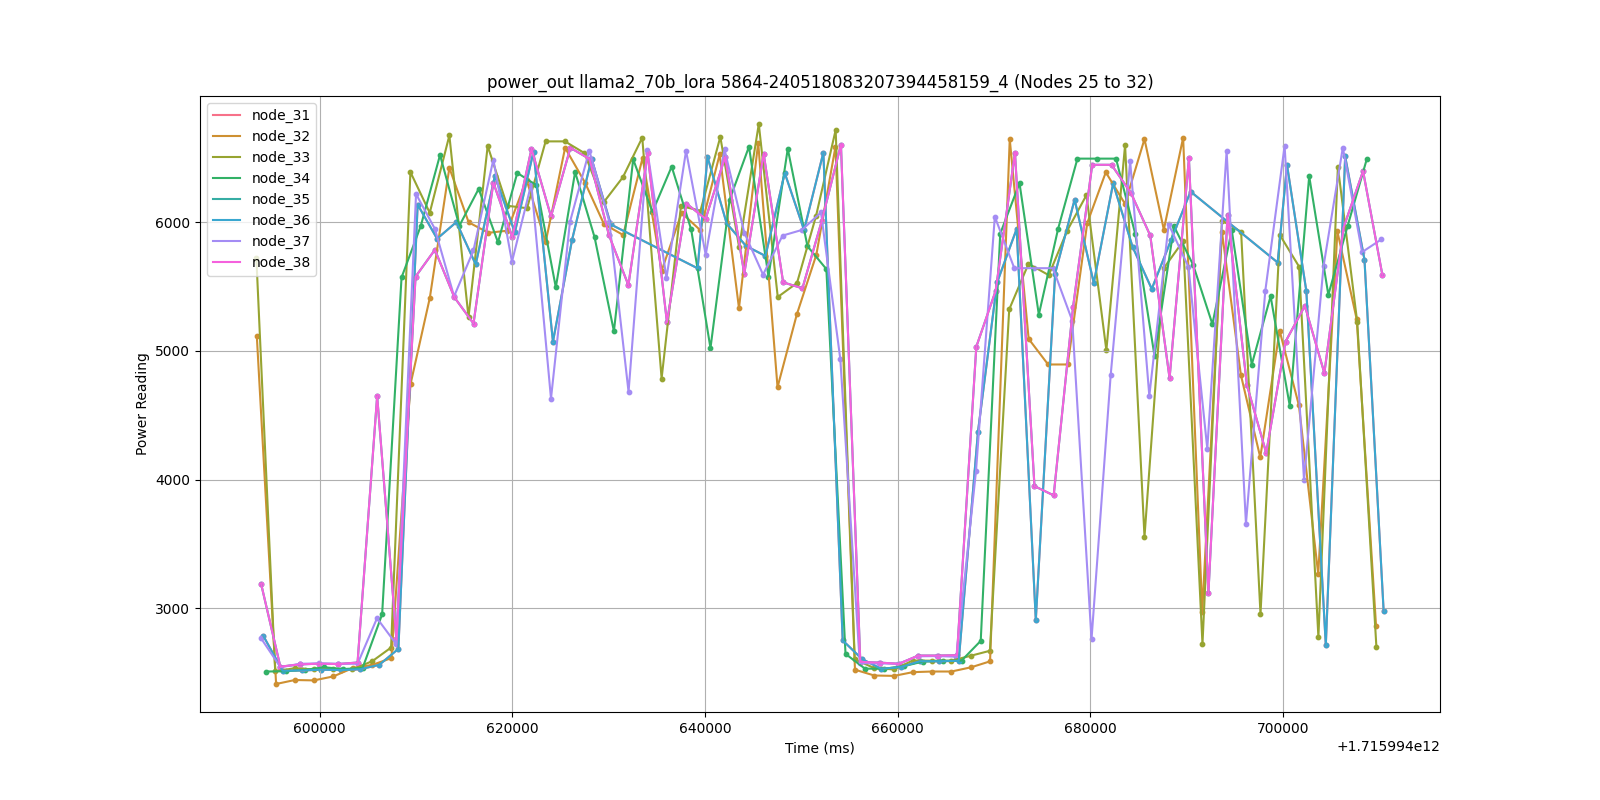 power_out llama2_70b_lora 5864-240518083207394458159_4 (Nodes 25 to 32)
node_31
node_32
node_33
node_34
node_35
node_36
node_37
node_38
6000
5000
4000
3000
Power Reading
600000 620000 640000 660000 680000 700000
Time (ms)
+1.715994e12